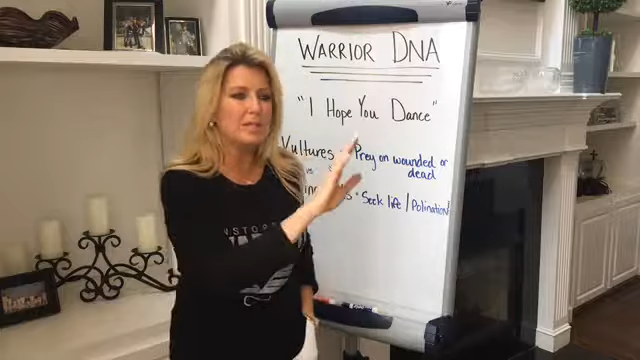 WARRIOR DNA
"I Hope You Dance"
Vultures - Prey on wounded or
dead
• Seek life / Polination